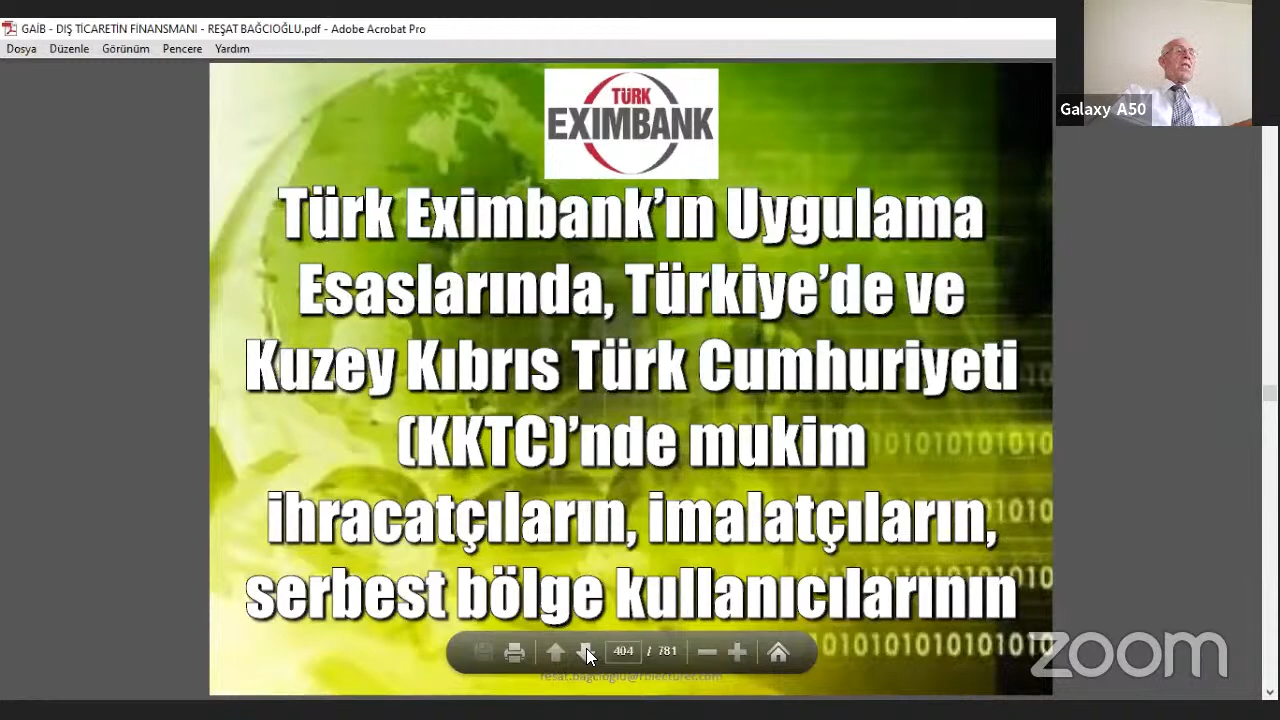 GAİB - DIŞ TİCARETİN FİNANSMANI - REŞAT BAĞCIOĞLU.pdf - Adobe Acrobat Pro
Dosya Düzenle Görünüm Pencere Yardım
Galaxy A50
TÜRK
EXIMBANK
Türk Eximbank’ın Uygulama
Esaslarında, Türkiye’de ve
Kuzey Kıbrıs Türk Cumhuriyeti
(KKTC)’nde mukim
ihracatçıların, imalatçıların,
serbest bölge kullanıcılarının
404 / 781
zoom